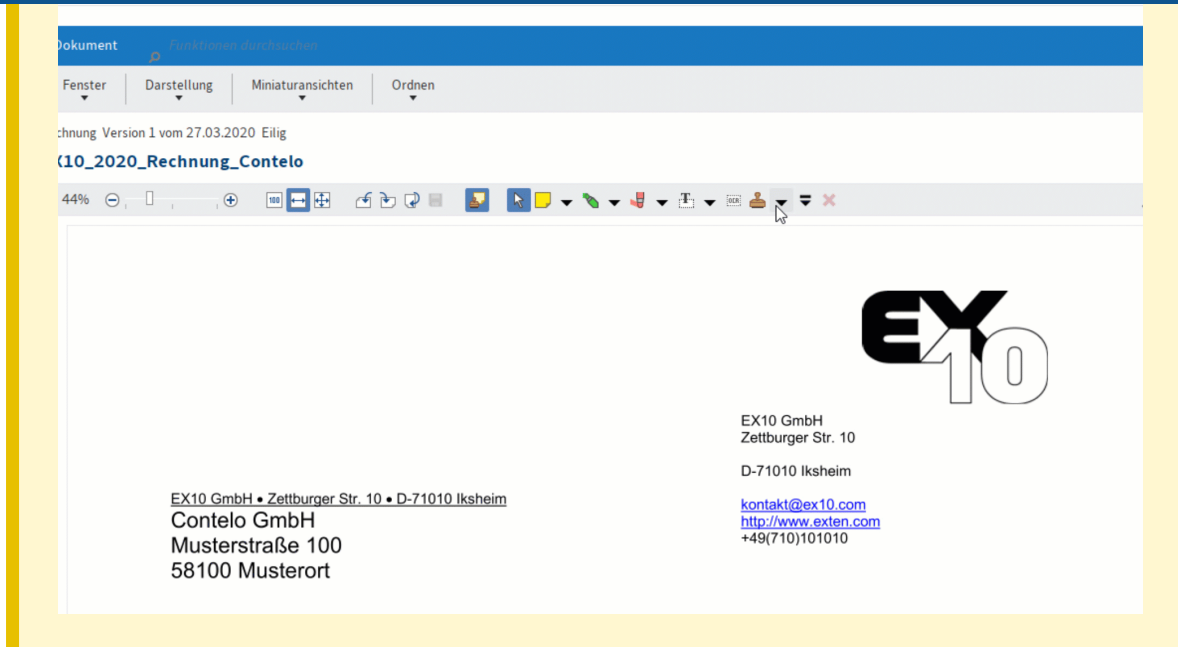 Dokument
Funktionen durchsuchen
Fenster
Darstellung
Miniaturansichten
Ordnen
chnung Version 1 vom 27.03.2020 Eilig
X10_2020_Rechnung_Contelo
44%
100
OCR
EX10
EX10 GmbH
Zettburger Str. 10
D-71010 Iksheim
kontakt@ex10.com
http://www.exten.com
+49(710)101010
EX10 GmbH • Zettburger Str. 10 • D-71010 Iksheim
Contelo GmbH
Musterstraße 100
58100 Musterort